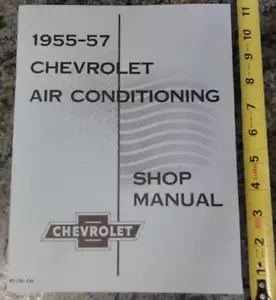 1955-57
CHEVROLET
AIR CONDITIONING
SHOP
MANUAL
CHEVROLET
11
10
9
8
7
6
5
4
3
2
1